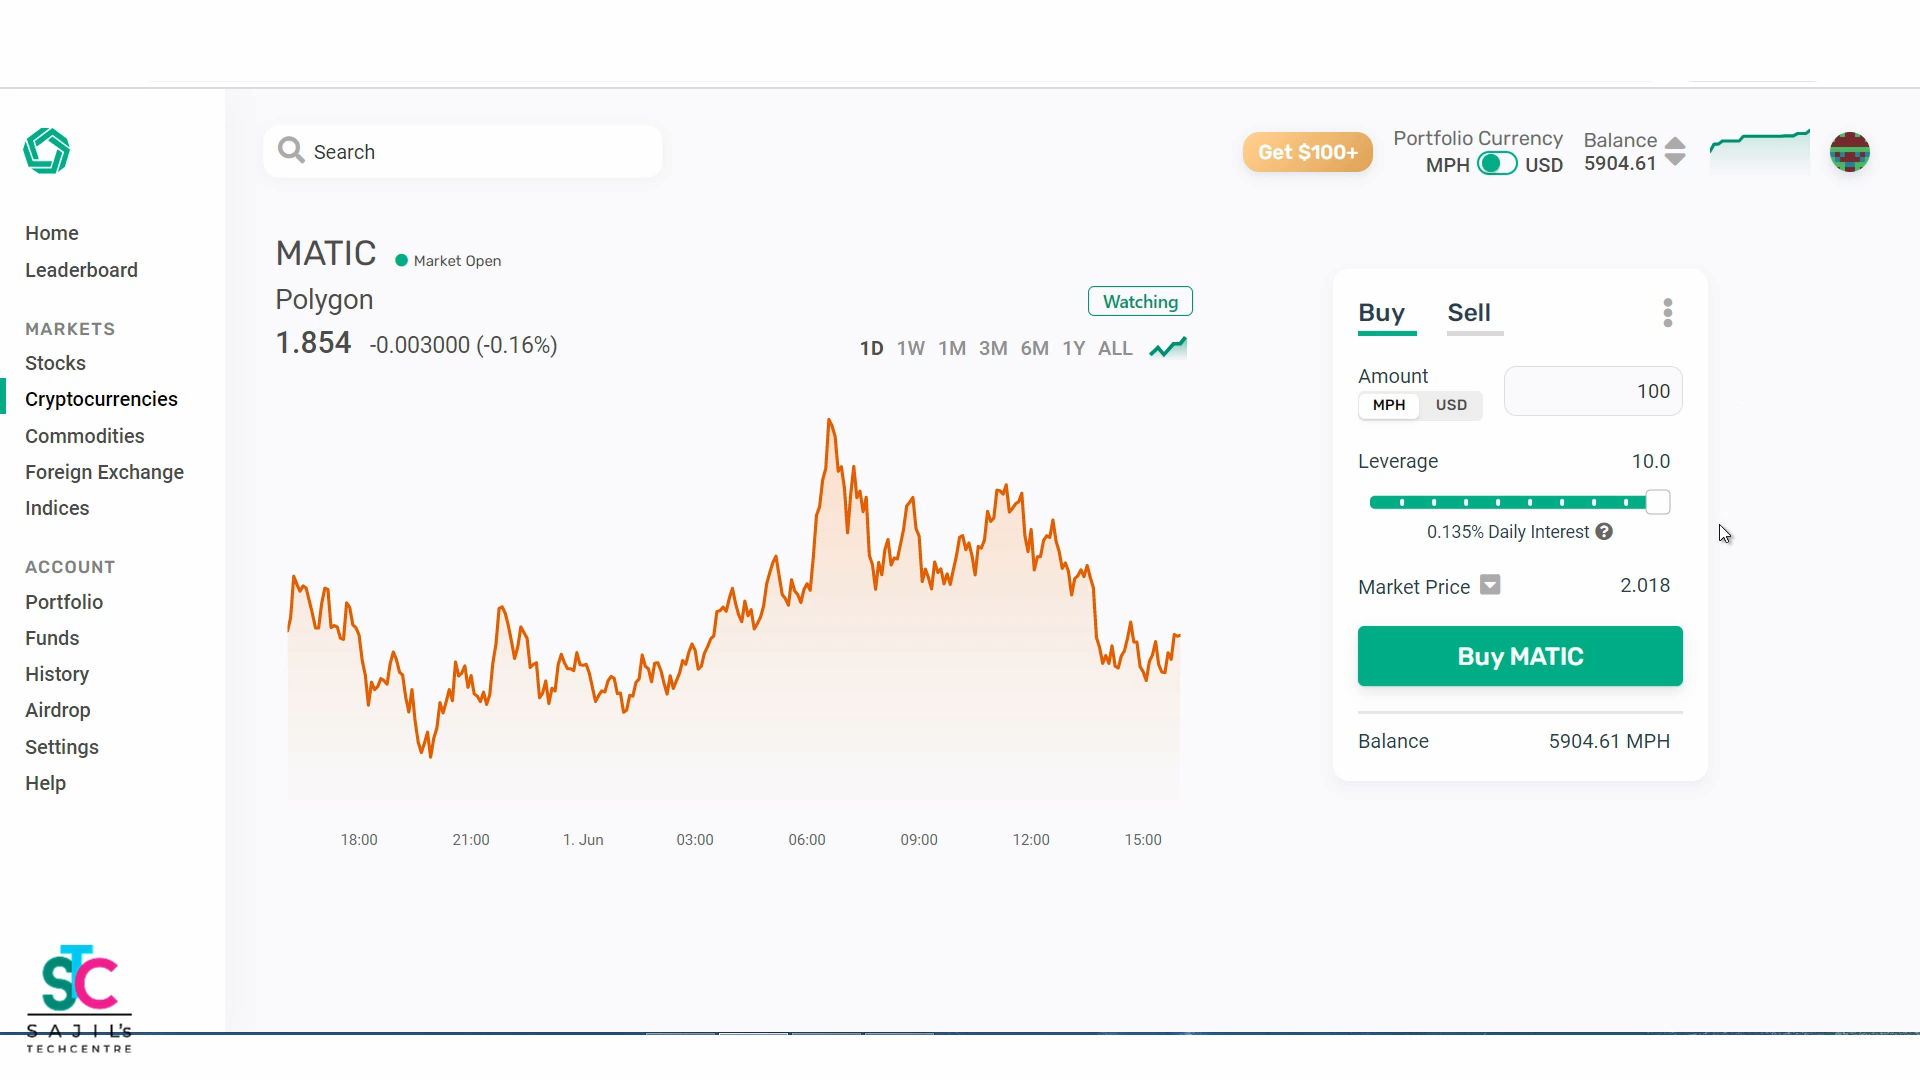 Search
Get $100+
Portfolio Currency
MPH USD
Balance
5904.61
Home
Leaderboard
MARKETS
Stocks
Cryptocurrencies
Commodities
Foreign Exchange
Indices
ACCOUNT
Portfolio
Funds
History
Airdrop
Settings
Help
MATIC Market Open
Polygon
Watching
1.854 -0.003000 (-0.16%)
1D 1W 1M 3M 6M 1Y ALL
18:00 21:00 1. Jun 03:00 06:00 09:00 12:00 15:00
Buy Sell
Amount
MPH USD
100
Leverage 10.0
0.135% Daily Interest ?
Market Price 2.018
Buy MATIC
Balance 5904.61 MPH
STC
SAJIL's
TECHCENTRE